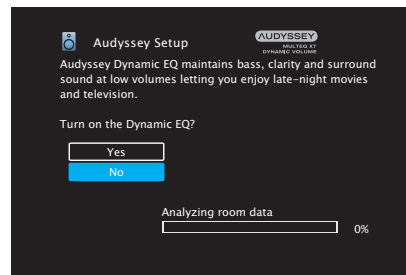 Audyssey Setup
AUDYSSEY
MULTEQ XT
DYNAMIC VOLUME
Audyssey Dynamic EQ maintains bass, clarity and surround
sound at low volumes letting you enjoy late-night movies
and television.
Turn on the Dynamic EQ?
Yes
No
Analyzing room data
0%